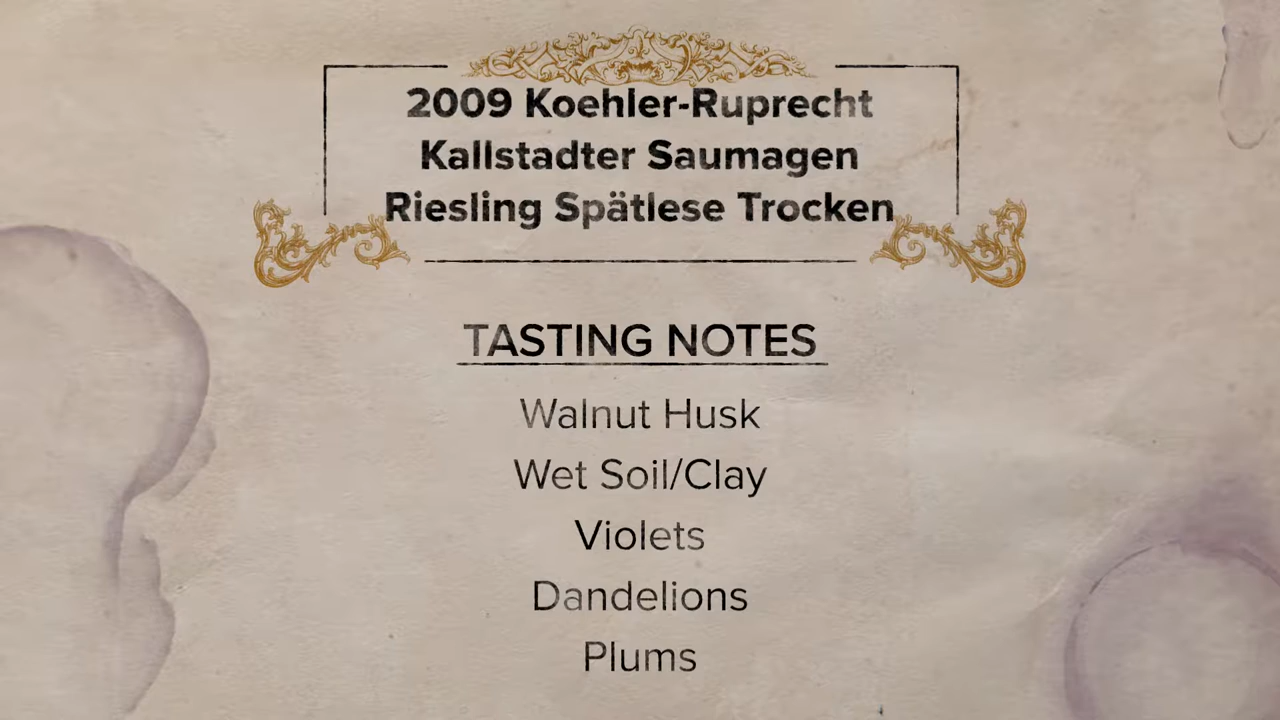 2009 Koehler-Ruprecht
Kallstadter Saumagen
Riesling Spätlese Trocken
TASTING NOTES
Walnut Husk
Wet Soil/Clay
Violets
Dandelions
Plums